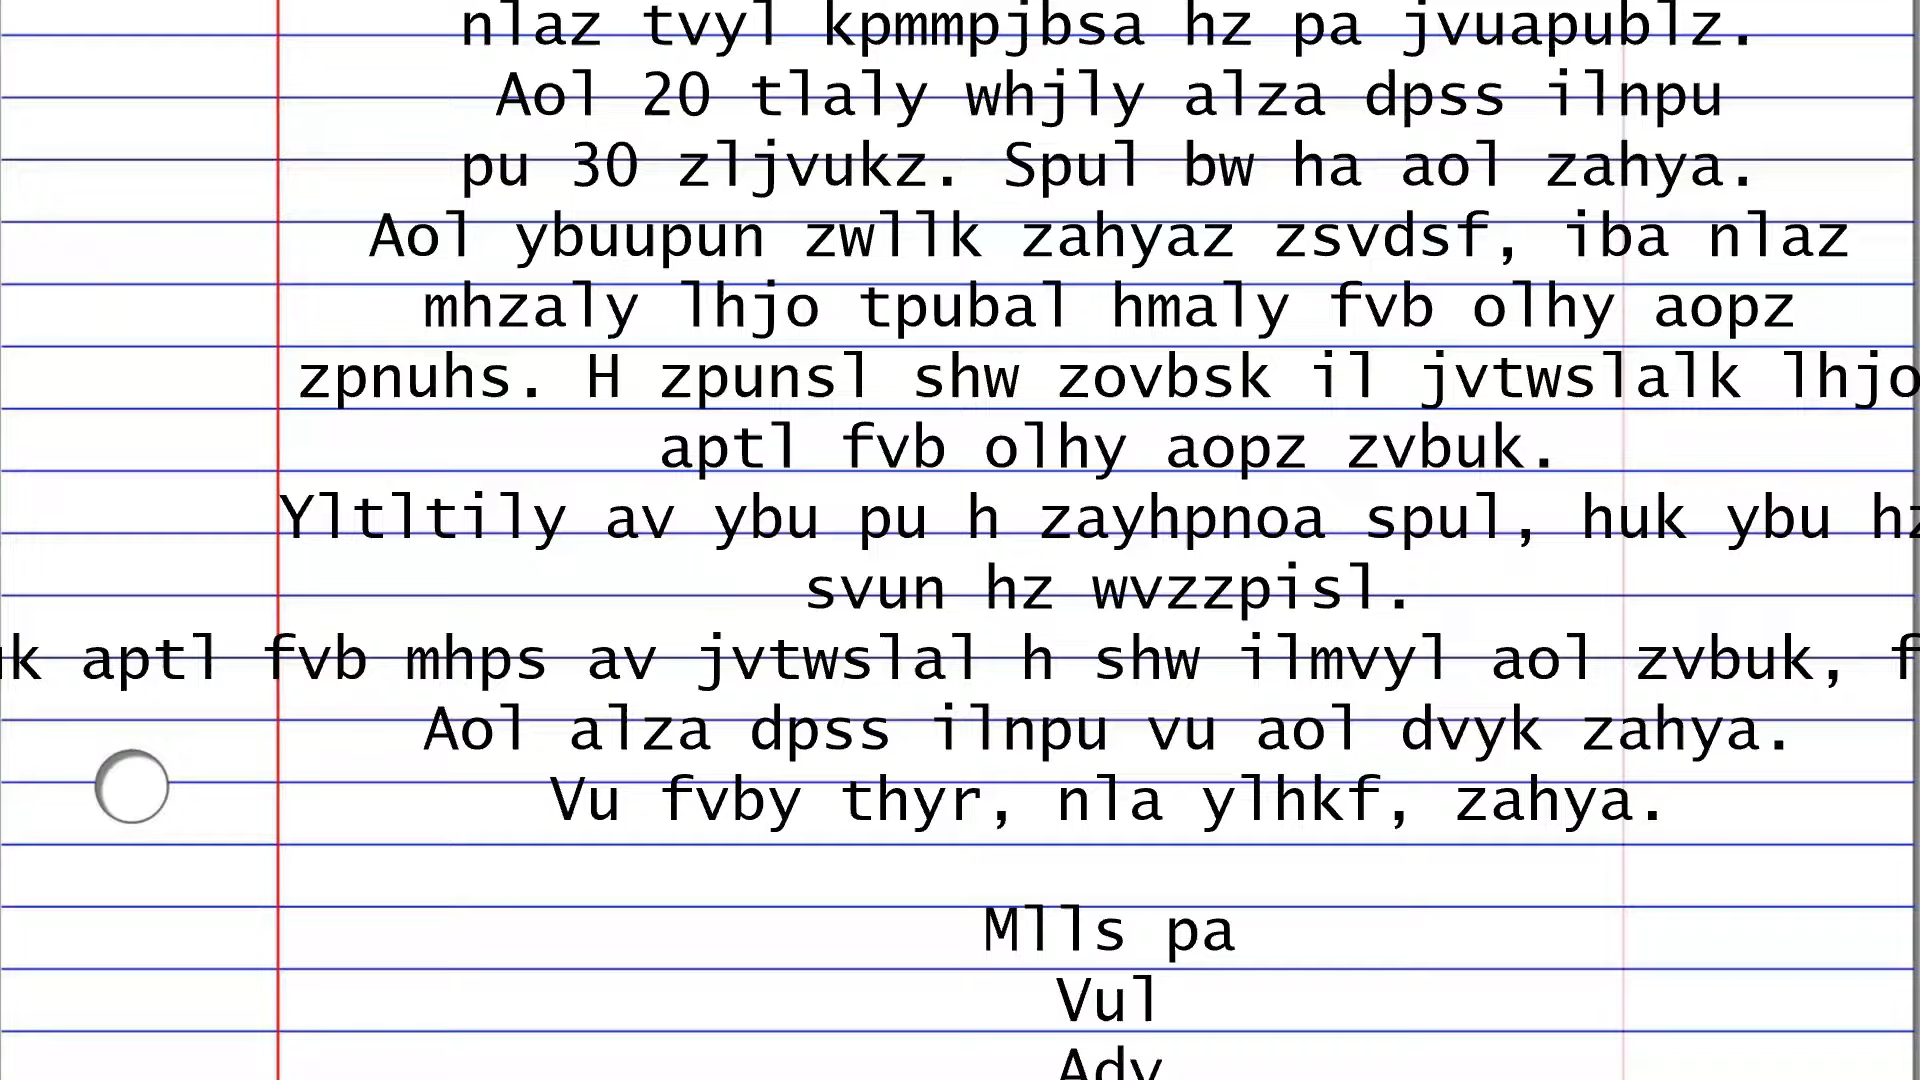 nlaz tvyl kpmmpjbsa hz pa jvuapublz.
Aol 20 tlaly whjly alza dpss ilnpu
pu 30 zljvukz. Spul bw ha aol zahya.
Aol ybuupun zwllk zahyaz zsvdsf, iba nlaz
mhzaly lhjo tpubal hmaly fvb olhy aopz
zpnuhs. H zpunsl shw zovbsk il jvtwslalk lhjo
aptl fvb olhy aopz zvbuk.
Yltltily av ybu pu h zayhpnoa spul, huk ybu hz
svun hz wvzzpisl.
k aptl fvb mhps av jvtwslal h shw ilmvyl aol zvbuk, f
Aol alza dpss ilnpu vu aol dvyk zahya.
Vu fvby thyr, nla ylhkf, zahya.
Mlls pa
Vul
Adv